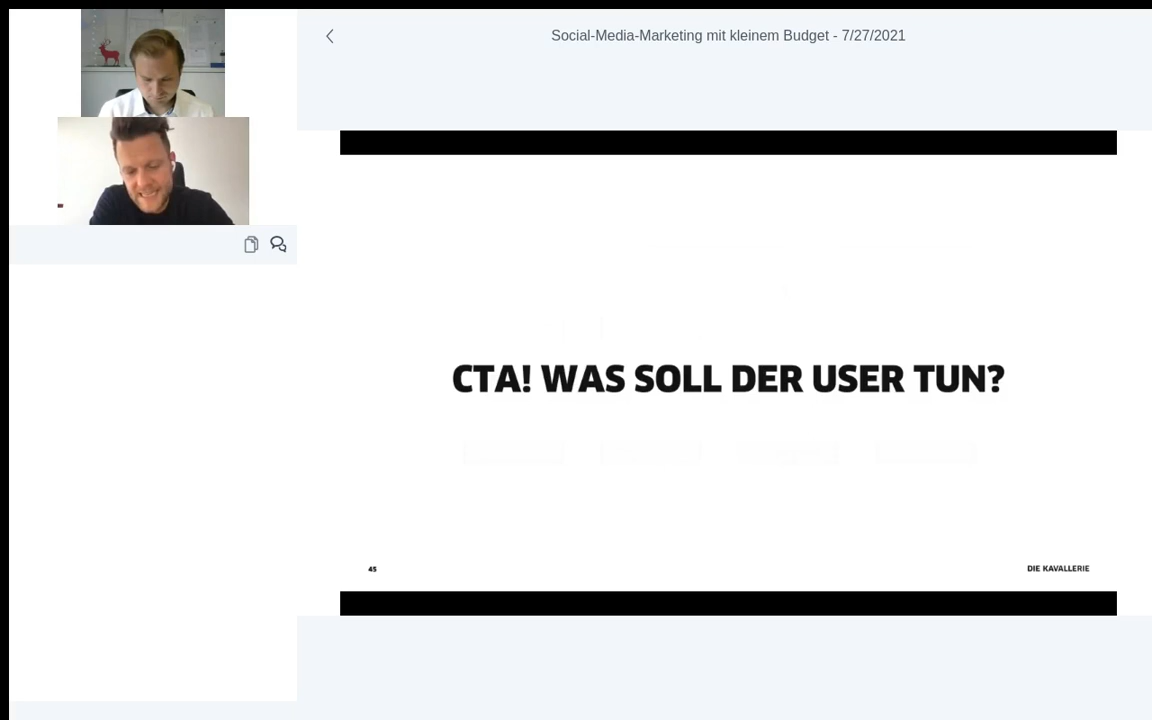 Social-Media-Marketing mit kleinem Budget - 7/27/2021
CTA! WAS SOLL DER USER TUN?
45
DIE KAVALLERIE